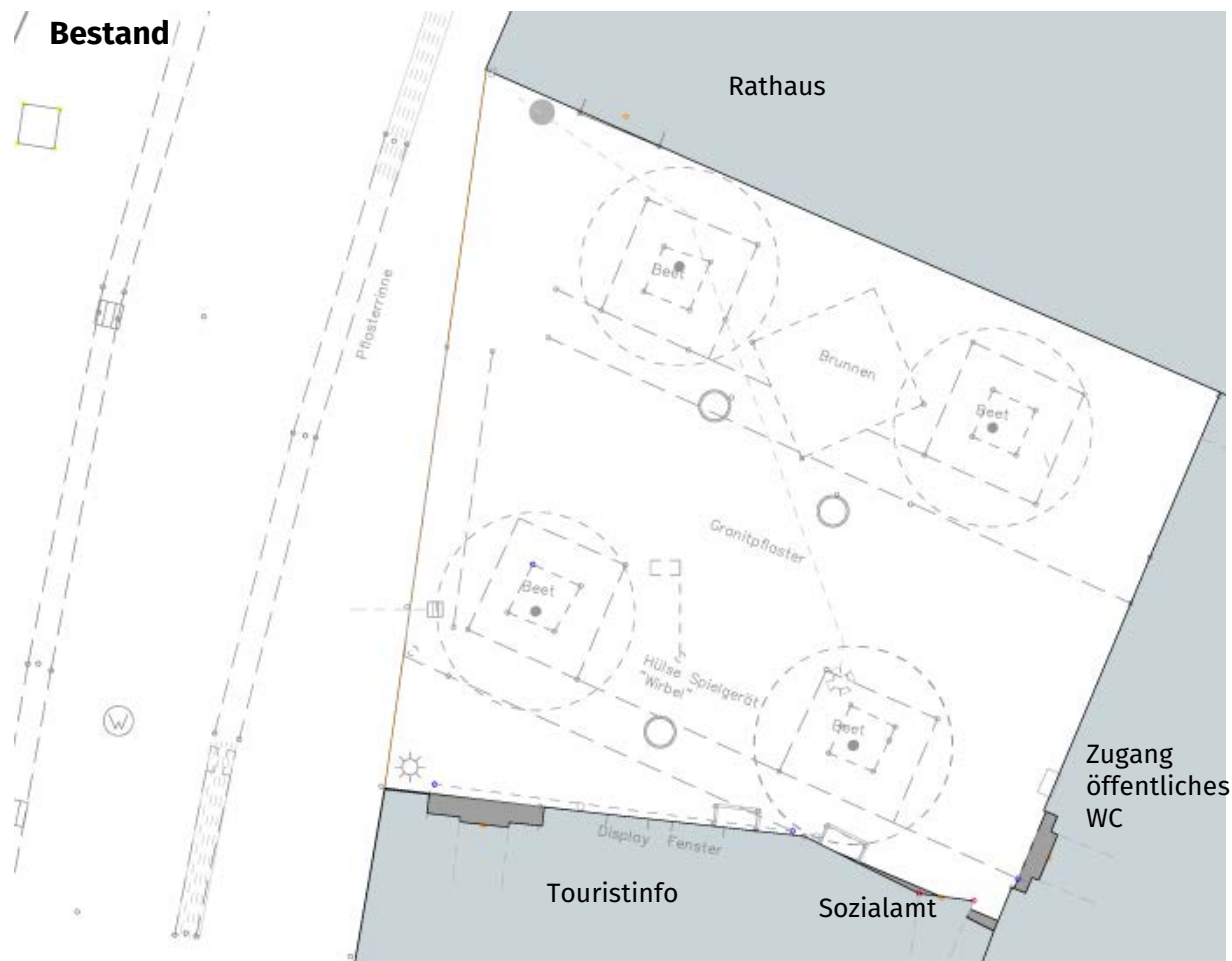 Bestand
Rathaus
Pflasterrinne
Beet
Brunnen
Beet
Granitpflaster
Beet
Hülse Spielgerät
"Wirbel"
Beet
W
Zugang
öffentliches
WC
Display Fenster
Touristinfo
Sozialamt